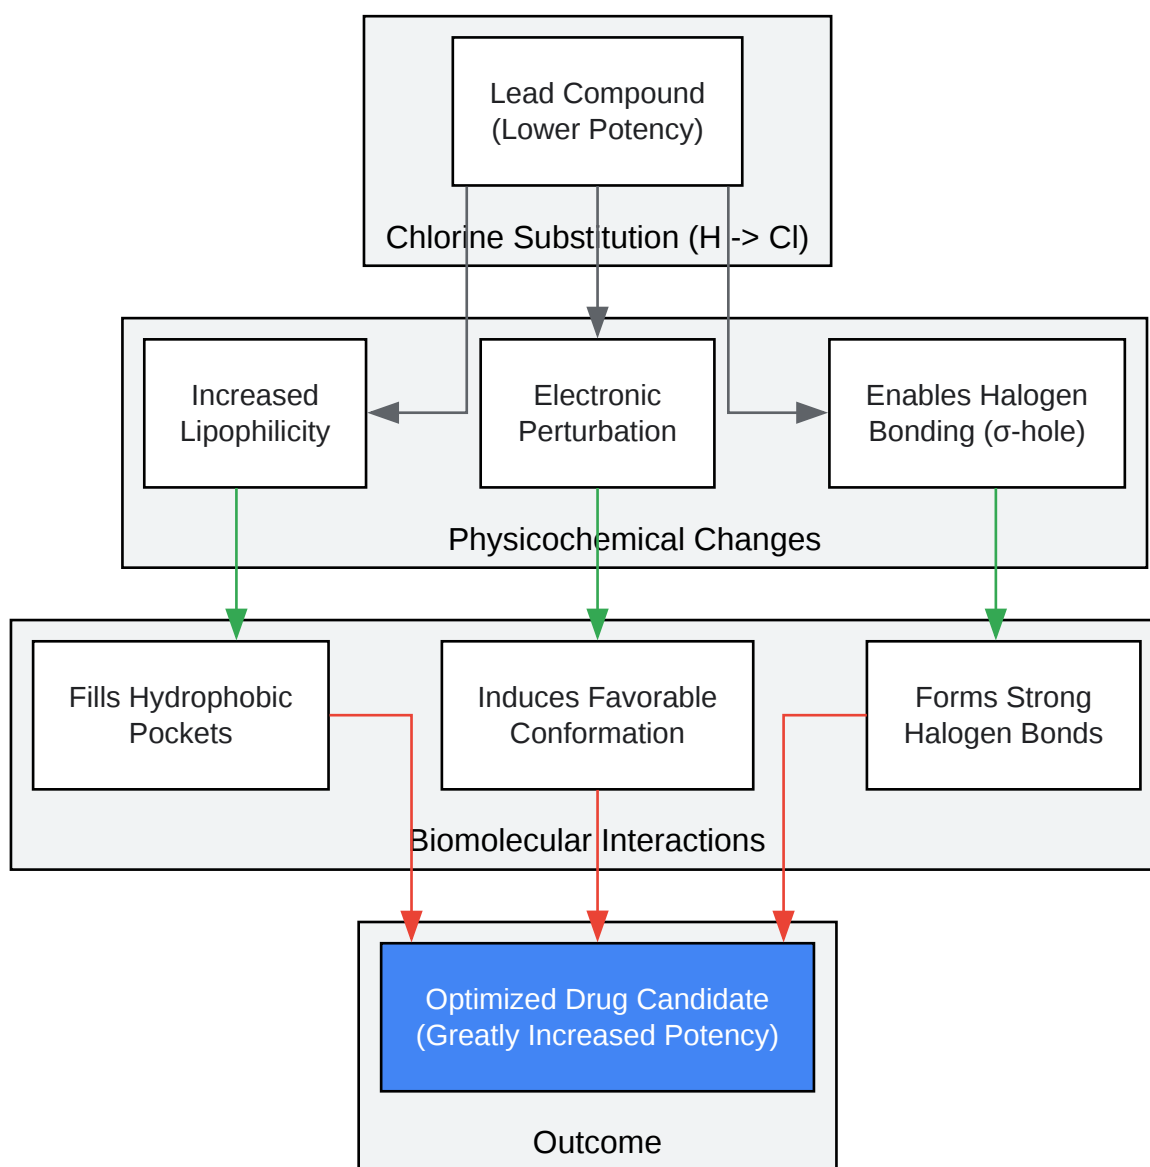 Lead Compound
(Lower Potency)
Chlorine Substitution (H -> Cl)
Increased
Lipophilicity
Electronic
Perturbation
Enables Halogen
Bonding (σ-hole)
Physicochemical Changes
Fills Hydrophobic
Pockets
Induces Favorable
Conformation
Forms Strong
Halogen Bonds
Biomolecular Interactions
Optimized Drug Candidate
(Greatly Increased Potency)
Outcome